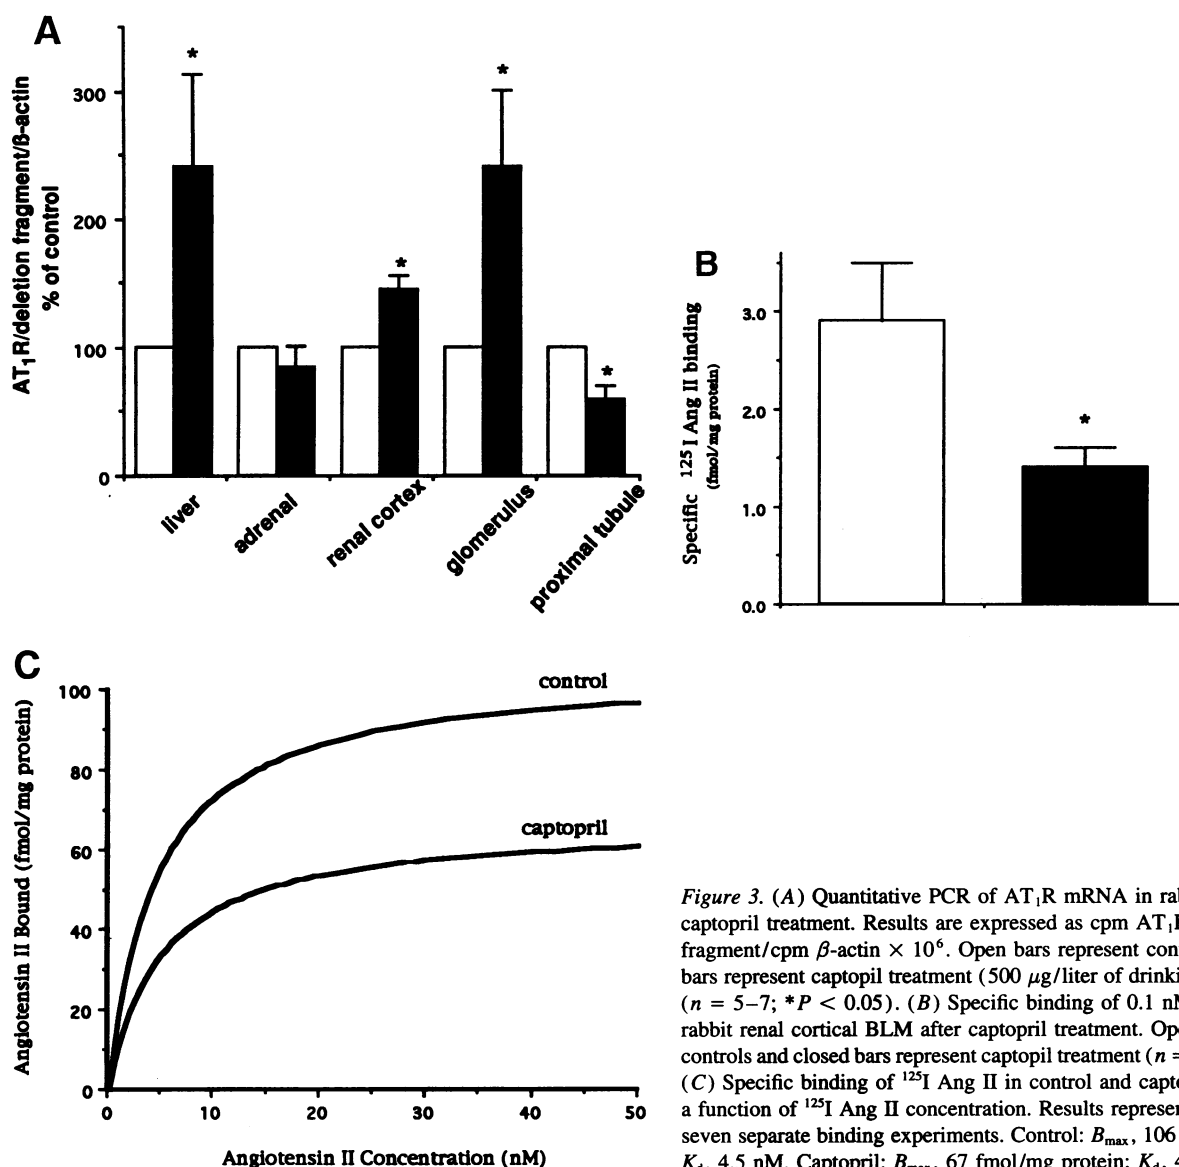 A
AT₁R/deletion fragment/ß-actin
% of control
300
200
100
0
*
*
*
*
liver
adrenal
renal cortex
glomerulus
proximal tubule
B
Specific ¹²⁵I Ang II binding
(fmol/mg protein)
3.0
2.0
1.0
0.0
*
C
Angiotensin II Bound (fmol/mg protein)
100
80
60
40
20
0
control
captopril
0 10 20 30 40 50
Angiotensin II Concentration (nM)
Figure 3. (A) Quantitative PCR of AT₁R mRNA in
captopril treatment. Results are expressed as cpm
fragment/cpm β-actin × 10⁶. Open bars represent
bars represent captopil treatment (500 μg/liter of
(n = 5–7; *P < 0.05). (B) Specific binding of 0.1
rabbit renal cortical BLM after captopril treatment.
controls and closed bars represent captopil treatment (n =
(C) Specific binding of ¹²⁵I Ang II in control and
a function of ¹²⁵I Ang II concentration. Results
seven separate binding experiments. Control: Bmax, 106
Kd, 4.5 nM. Captopril: Bmax, 67 fmol/mg protein; Kd,